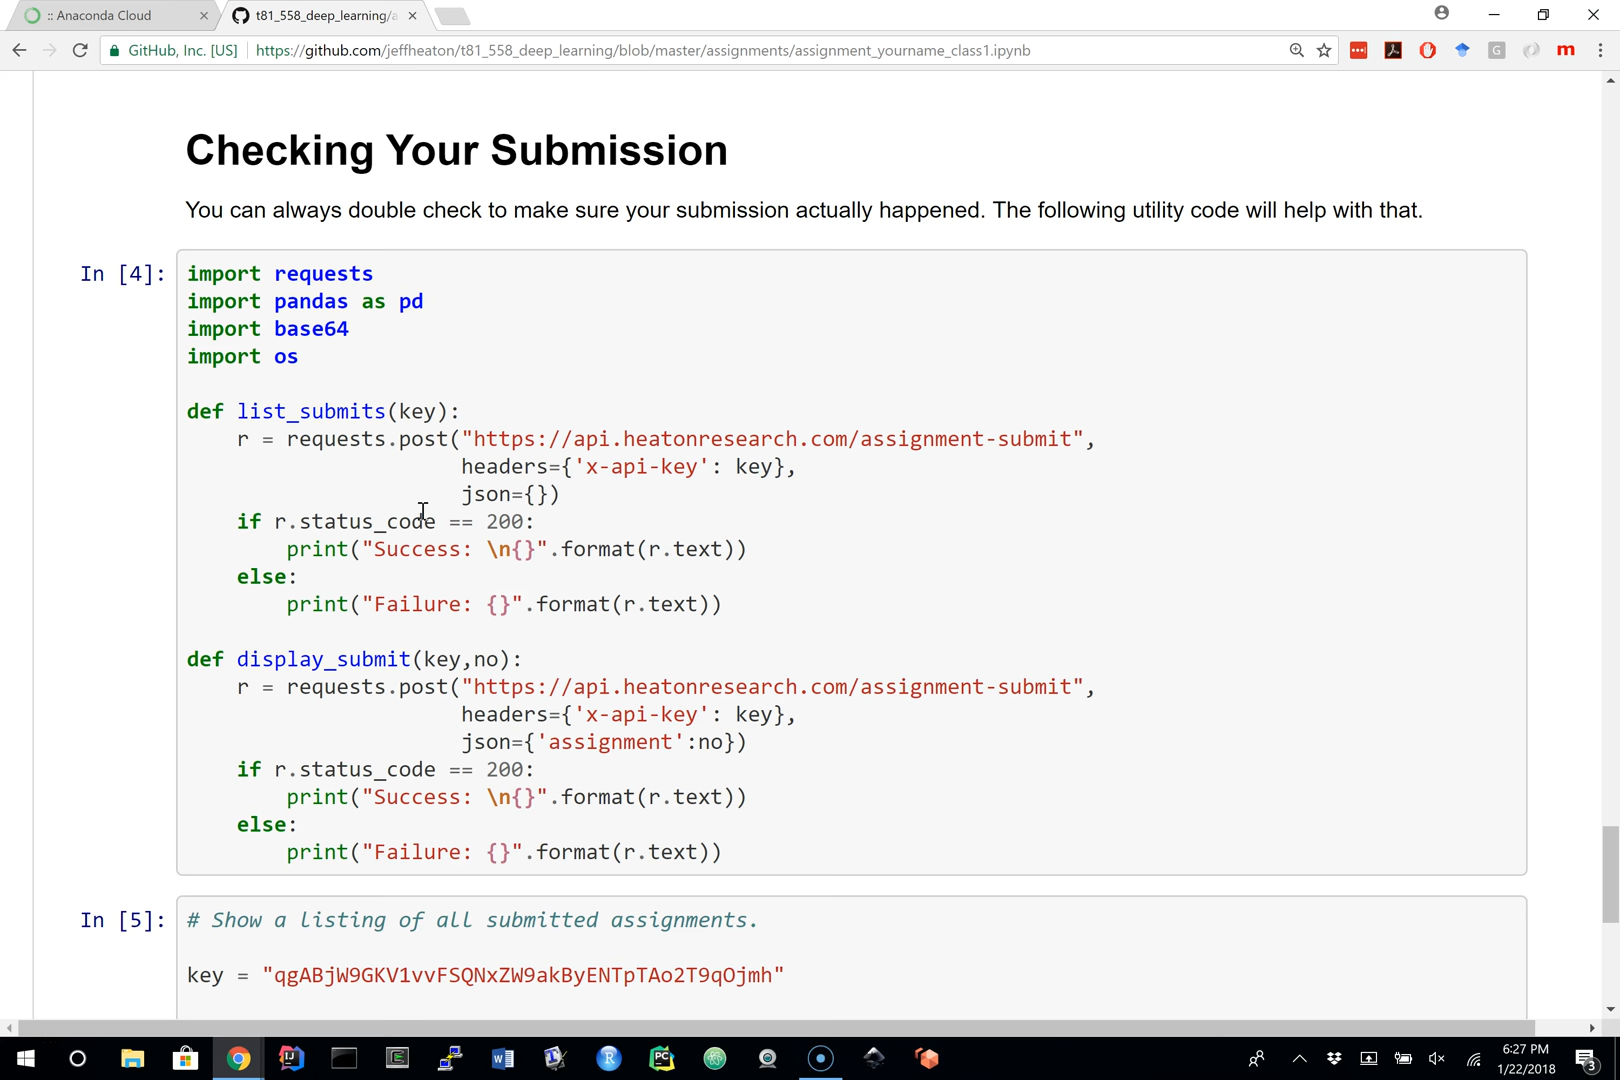 :: Anaconda Cloud
t81_558_deep_learning/a
GitHub, Inc. [US]
https://github.com/jeffheaton/t81_558_deep_learning/blob/master/assignments/assignment_yourname_class1.ipynb
Checking Your Submission
You can always double check to make sure your submission actually happened. The following utility code will help with that.
In [4]:
import requests
import pandas as pd
import base64
import os
def list_submits(key):
    r = requests.post("https://api.heatonresearch.com/assignment-submit",
                      headers={'x-api-key': key},
                      json={})
    if r.status_code == 200:
        print("Success: \n{}".format(r.text))
    else:
        print("Failure: {}".format(r.text))
def display_submit(key,no):
    r = requests.post("https://api.heatonresearch.com/assignment-submit",
                      headers={'x-api-key': key},
                      json={'assignment':no})
    if r.status_code == 200:
        print("Success: \n{}".format(r.text))
    else:
        print("Failure: {}".format(r.text))
In [5]:
# Show a listing of all submitted assignments.
key = "qgABjW9GKV1vvFSQNxZW9akByENTpTAo2T9qOjmh"
6:27 PM
1/22/2018